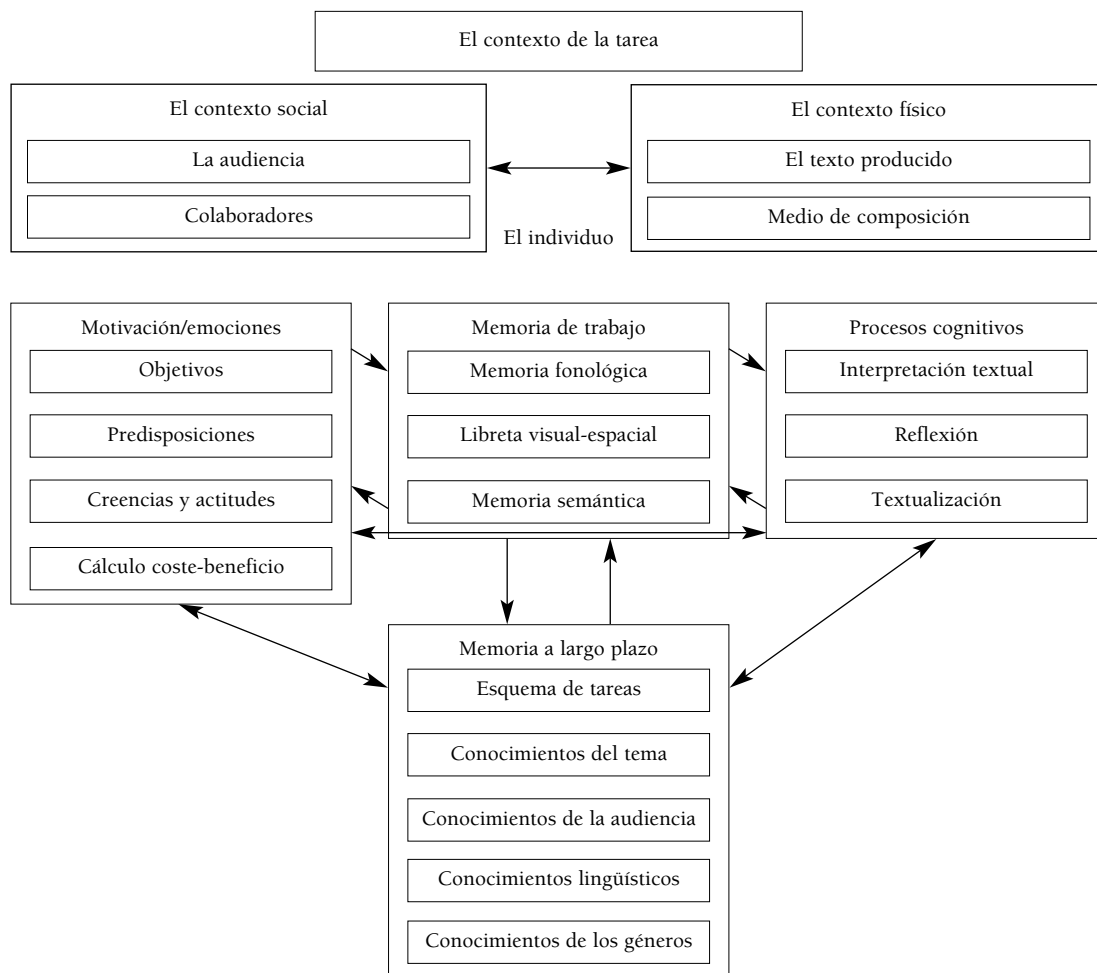 El contexto de la tarea
El contexto social
La audiencia
Colaboradores
El contexto físico
El texto producido
Medio de composición
El individuo
Motivación/emociones
Objetivos
Predisposiciones
Creencias y actitudes
Cálculo coste-beneficio
Memoria de trabajo
Memoria fonológica
Libreta visual-espacial
Memoria semántica
Procesos cognitivos
Interpretación textual
Reflexión
Textualización
Memoria a largo plazo
Esquema de tareas
Conocimientos del tema
Conocimientos de la audiencia
Conocimientos lingüísticos
Conocimientos de los géneros